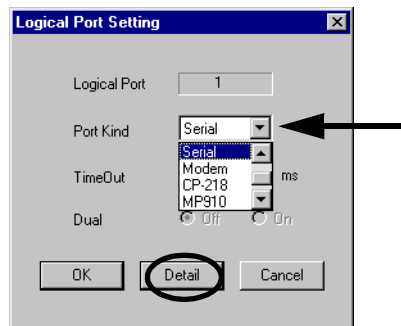 Logical Port Setting
Logical Port 1
Port Kind Serial
Serial
Modem
TimeOut ms
CP-218
MP910
Dual Off On
OK Detail Cancel